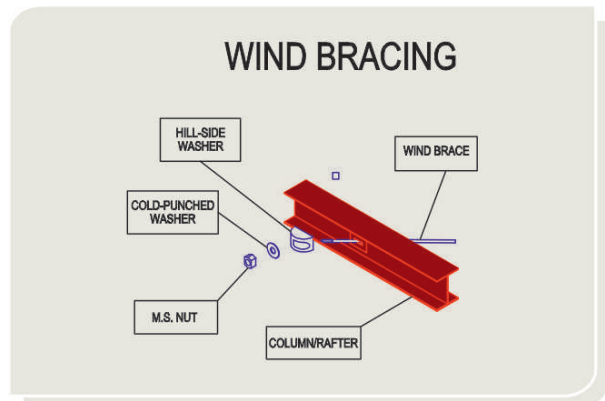 WIND BRACING
HILL-SIDE
WASHER
WIND BRACE
COLD-PUNCHED
WASHER
M.S. NUT
COLUMN/RAFTER